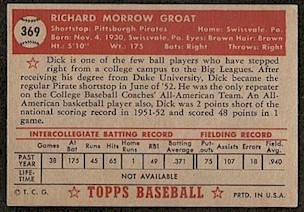 369
RICHARD MORROW GROAT
Shortstop: Pittsburgh Pirates Home: Swissvale, Pa.
Born: Nov. 4, 1930, Swissvale, Pa. Eyes: Brown Hair: Brown
Ht.: 5'10" Wt.: 175 Bats: Right Throws: Right
Dick is one of the few ball players who have stepped
from a college campus to the Big Leagues. After
receiving his degree from Duke University, Dick became the
regular Pirate shortstop in June of '52. He was the only repeater
on the College Baseball Coaches' All-American Team. An All-
American basketball player also, Dick was 2 points short of the
national scoring record in 1951-52 and scored 48 points in 1
game.
INTERCOLLEGIATE BATTING RECORD FIELDING RECORD
Games At Bat Runs Hits Home Runs RBI Batting Avg. Put-outs Assists Errors Field. Avg.
PAST YEAR 38 175 45 65 1 49 .371 75 107 18 .940
LIFE-TIME NOT AVAILABLE
© T.C.G. TOPPS BASEBALL PRTD. IN U.S.A.